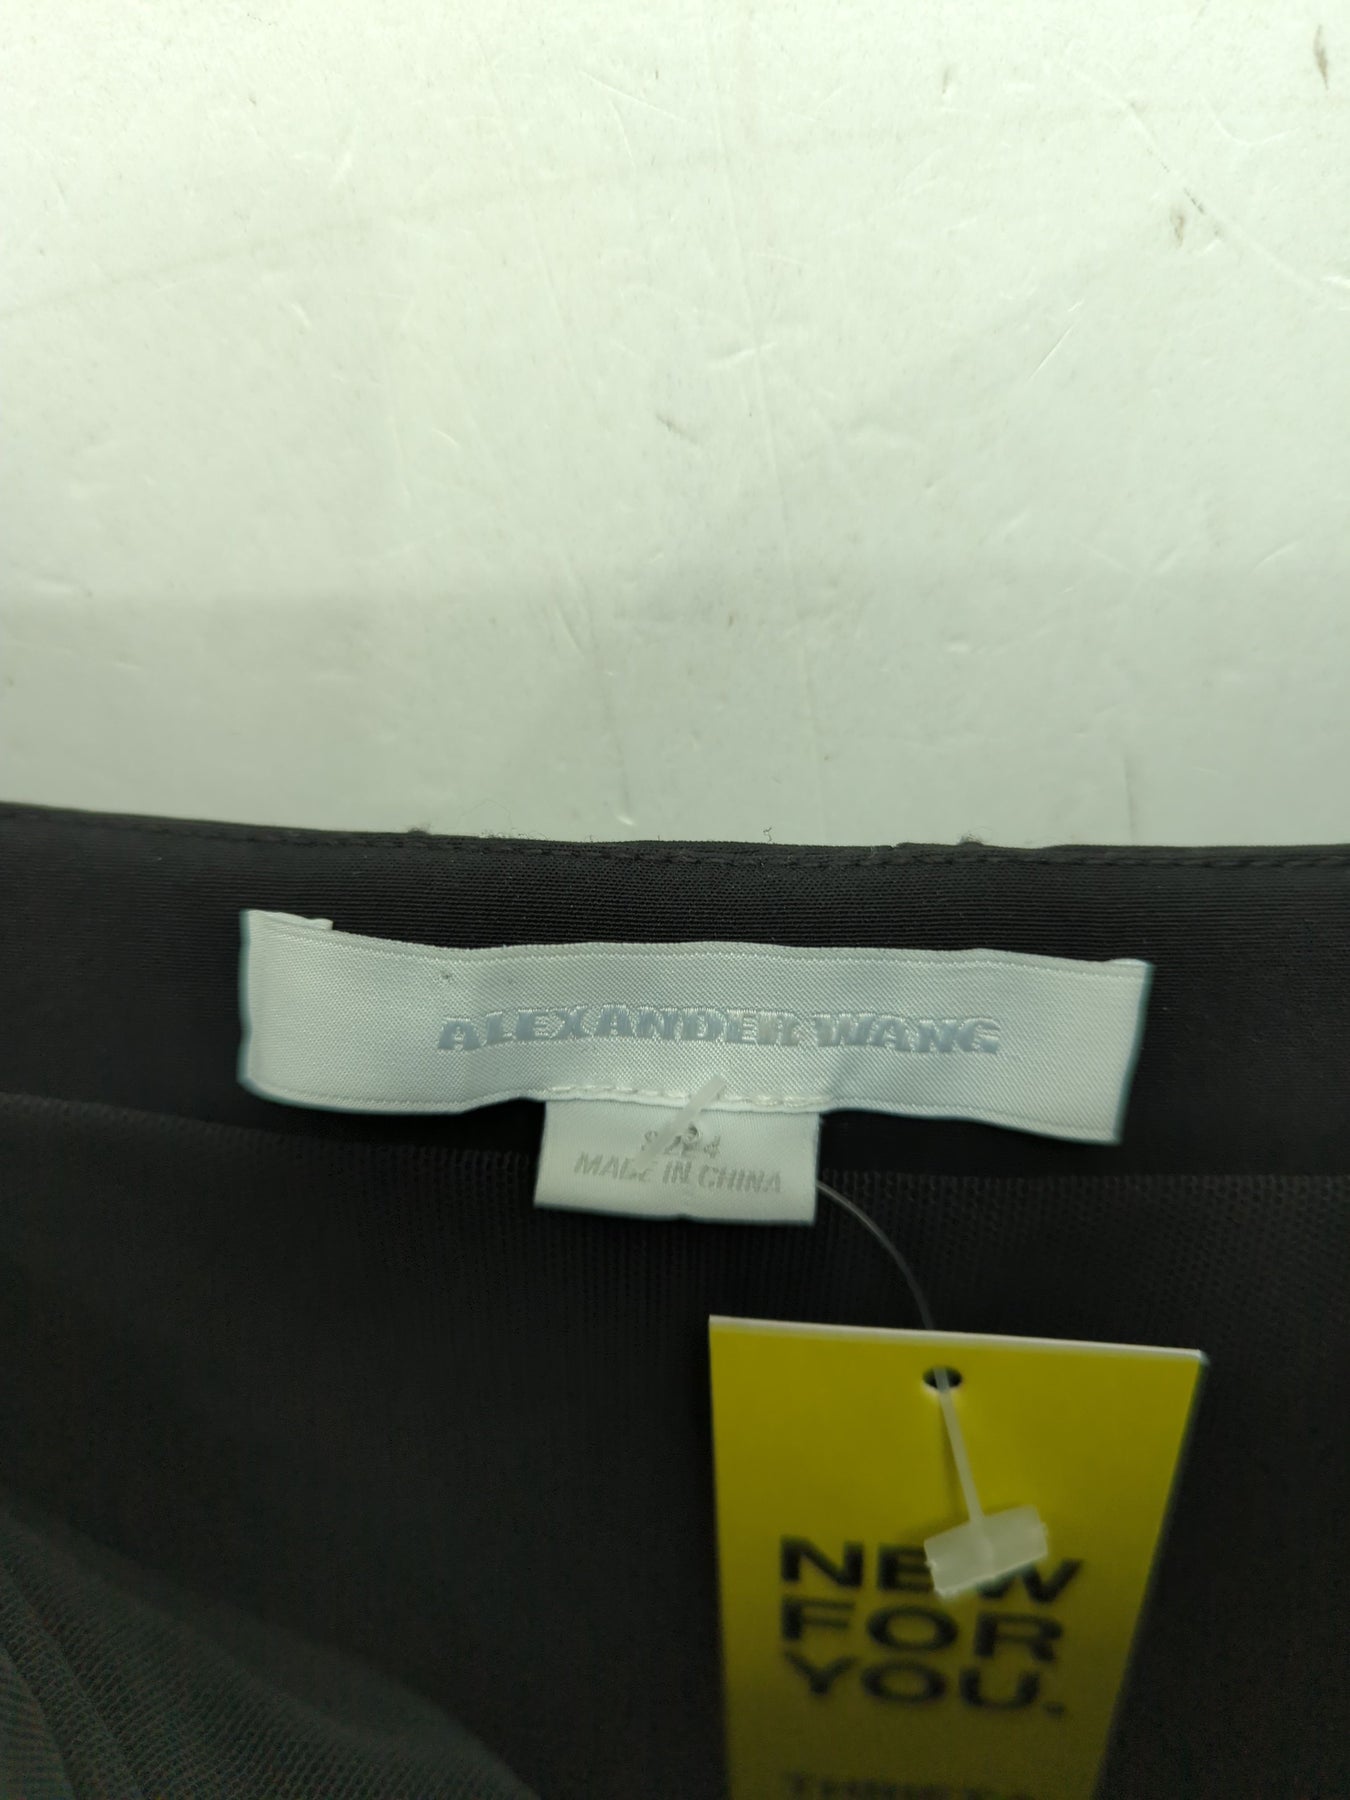 ALEXANDER WANG
MADE IN CHINA
NEW
FOR
YOU.